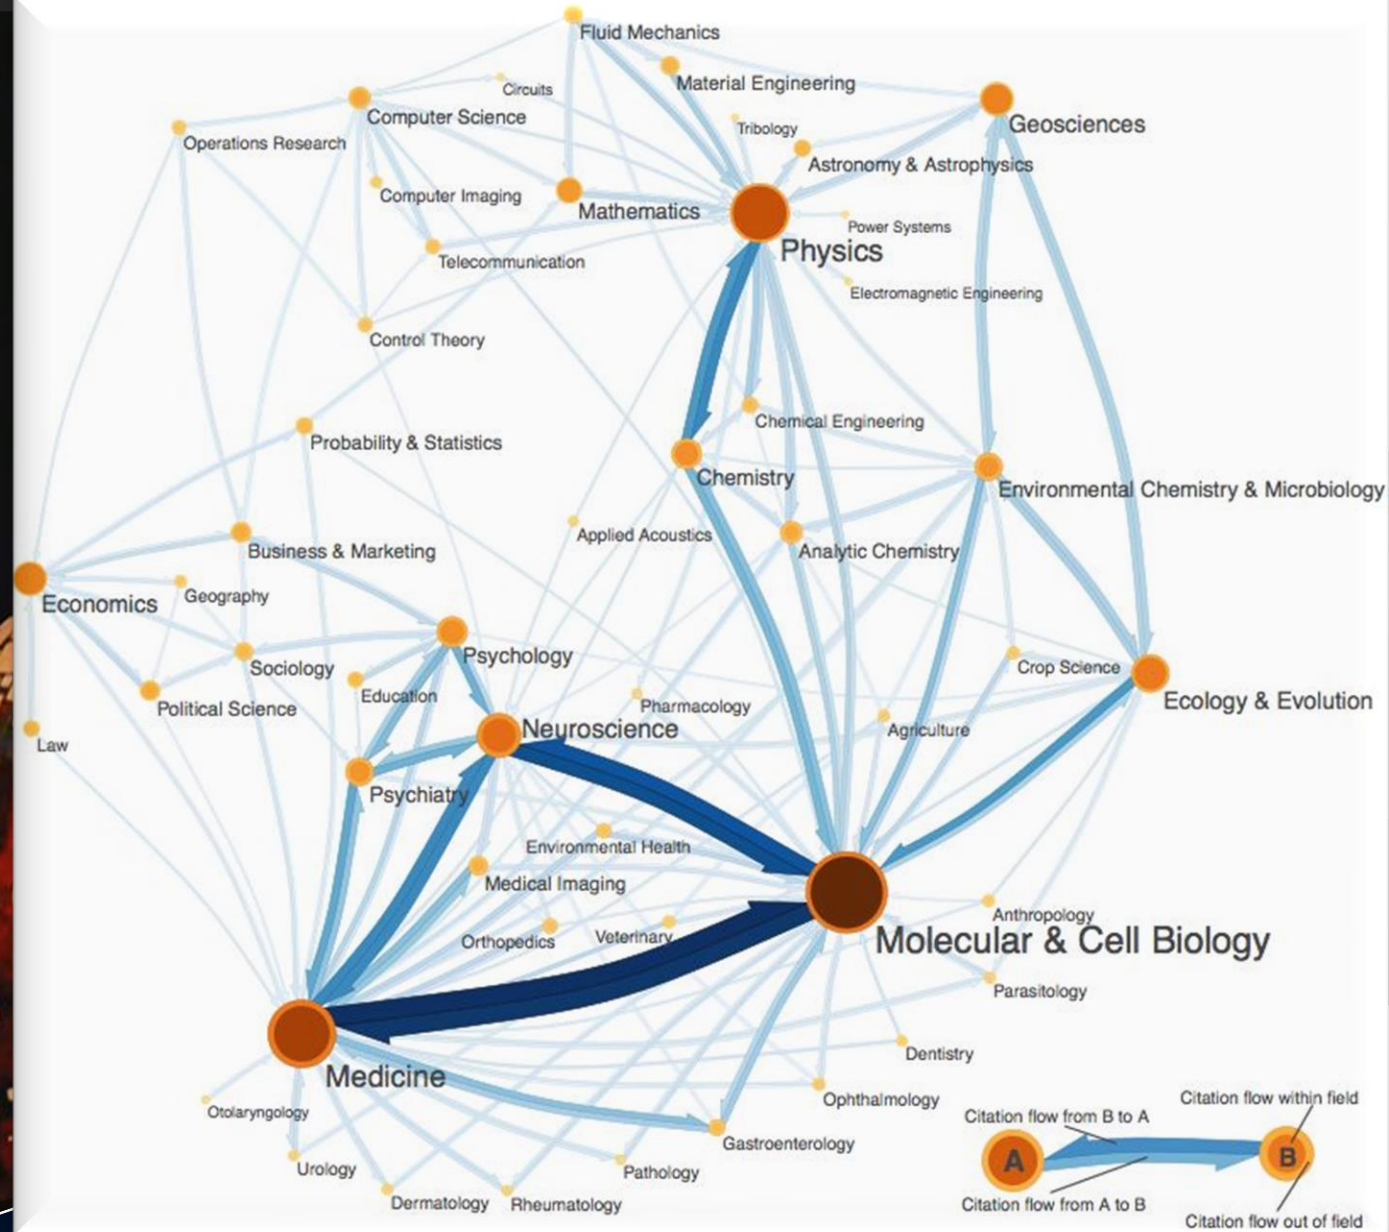 Fluid Mechanics
Material Engineering
Circuits
Computer Science
Geosciences
Tribology
Operations Research
Astronomy & Astrophysics
Computer Imaging
Mathematics
Power Systems
Physics
Telecommunication
Electromagnetic Engineering
Control Theory
Chemical Engineering
Probability & Statistics
Chemistry
Environmental Chemistry & Microbiology
Applied Acoustics
Business & Marketing
Analytic Chemistry
Geography
Economics
Psychology
Sociology
Crop Science
Education
Ecology & Evolution
Political Science
Pharmacology
Neuroscience
Agriculture
Law
Psychiatry
Environmental Health
Medical Imaging
Anthropology
Orthopedics
Veterinary
Molecular & Cell Biology
Parasitology
Dentistry
Medicine
Ophthalmology
Otolaryngology
Gastroenterology
Urology
Pathology
Dermatology
Rheumatology
Citation flow within field
Citation flow from B to A
A
B
Citation flow from A to B
Citation flow out of field